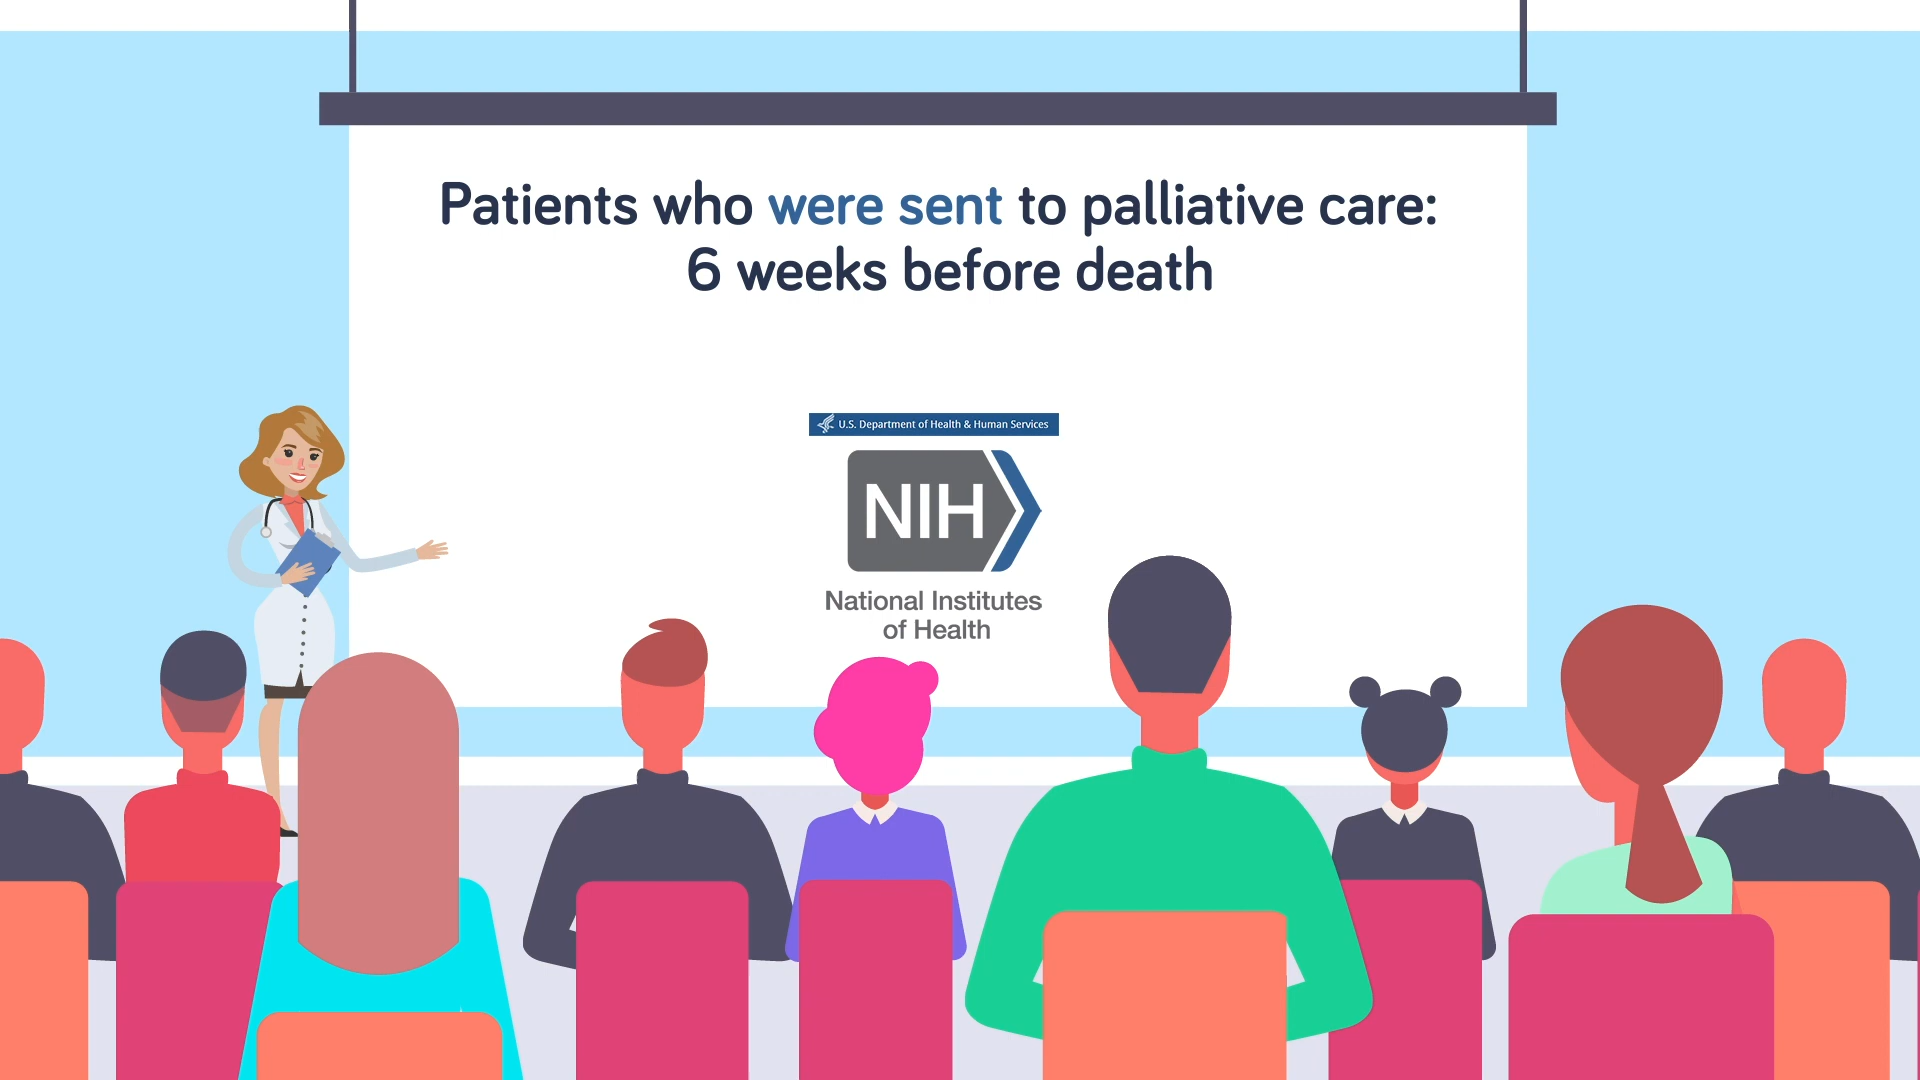 Patients who were sent to palliative care:
6 weeks before death
U.S. Department of Health & Human Services
NIH
National Institutes
of Health